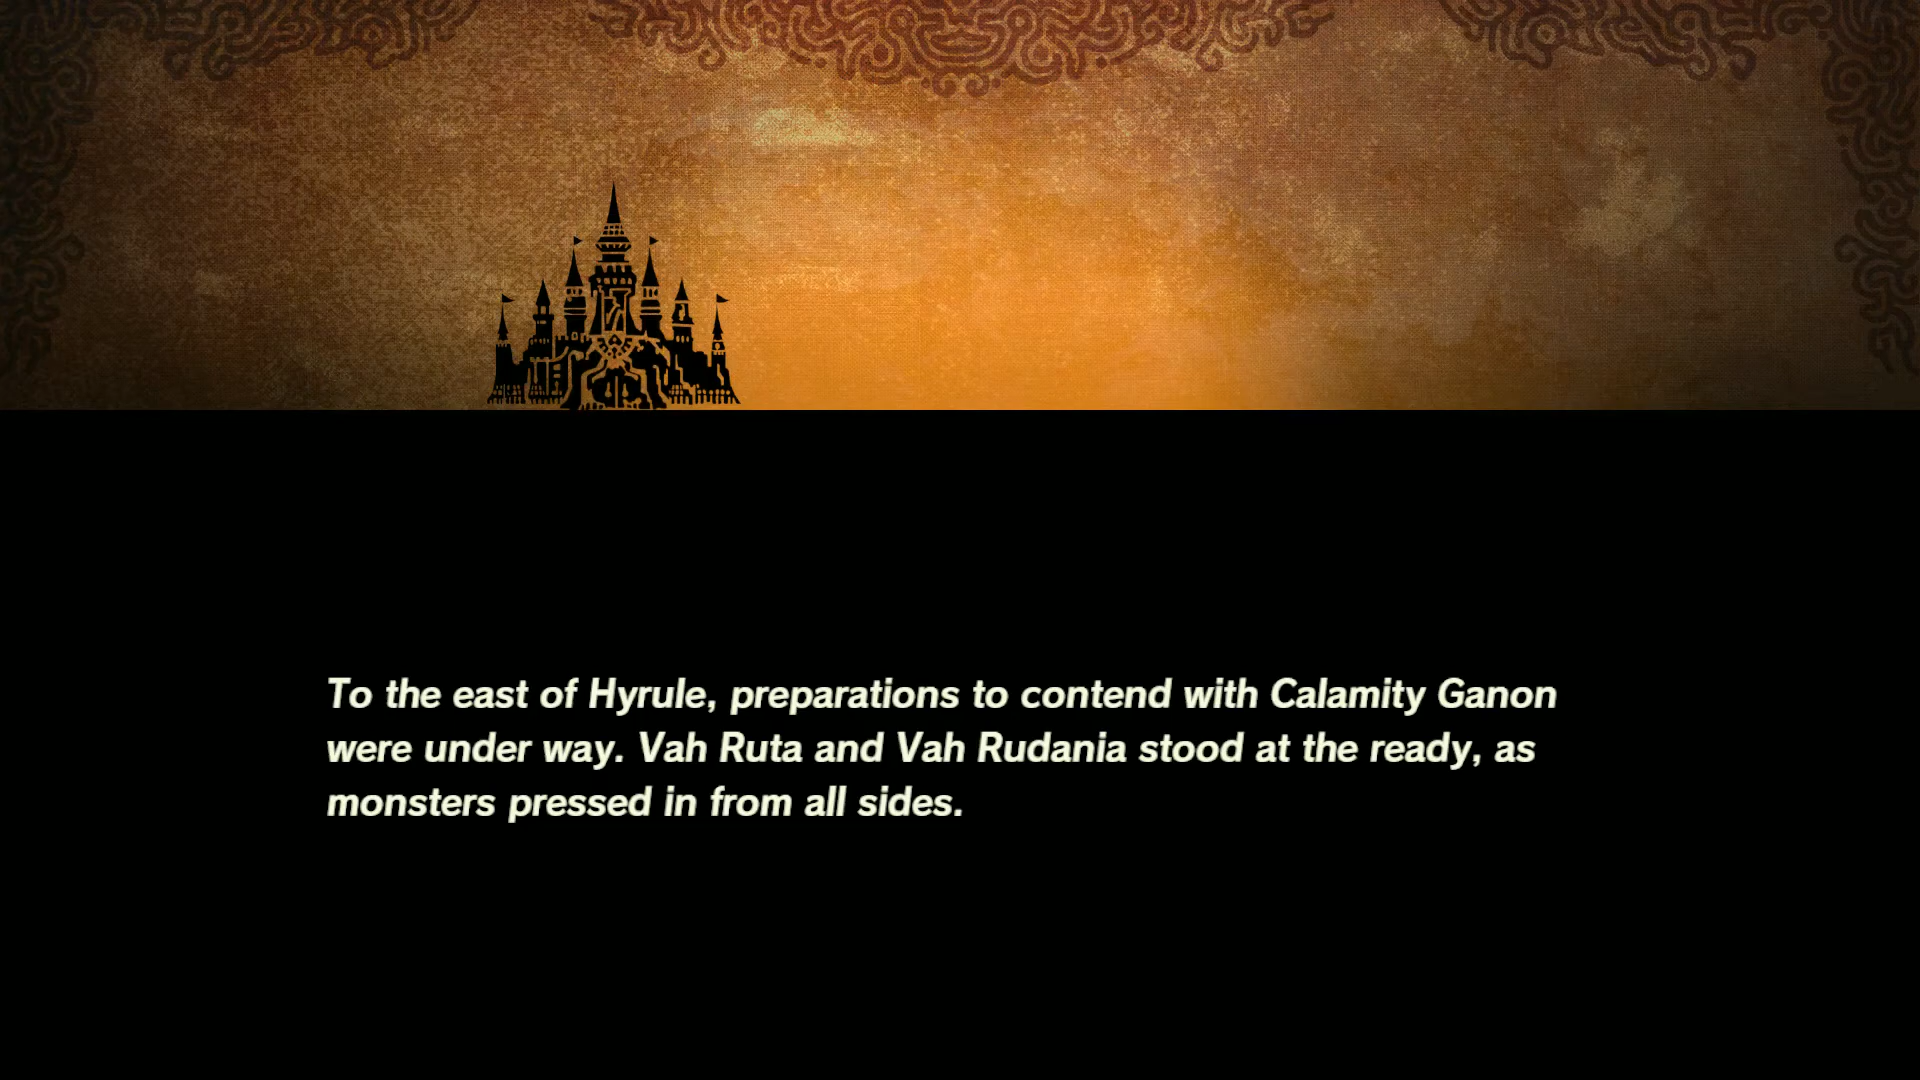 To the east of Hyrule, preparations to contend with Calamity Ganon
were under way. Vah Ruta and Vah Rudania stood at the ready, as
monsters pressed in from all sides.